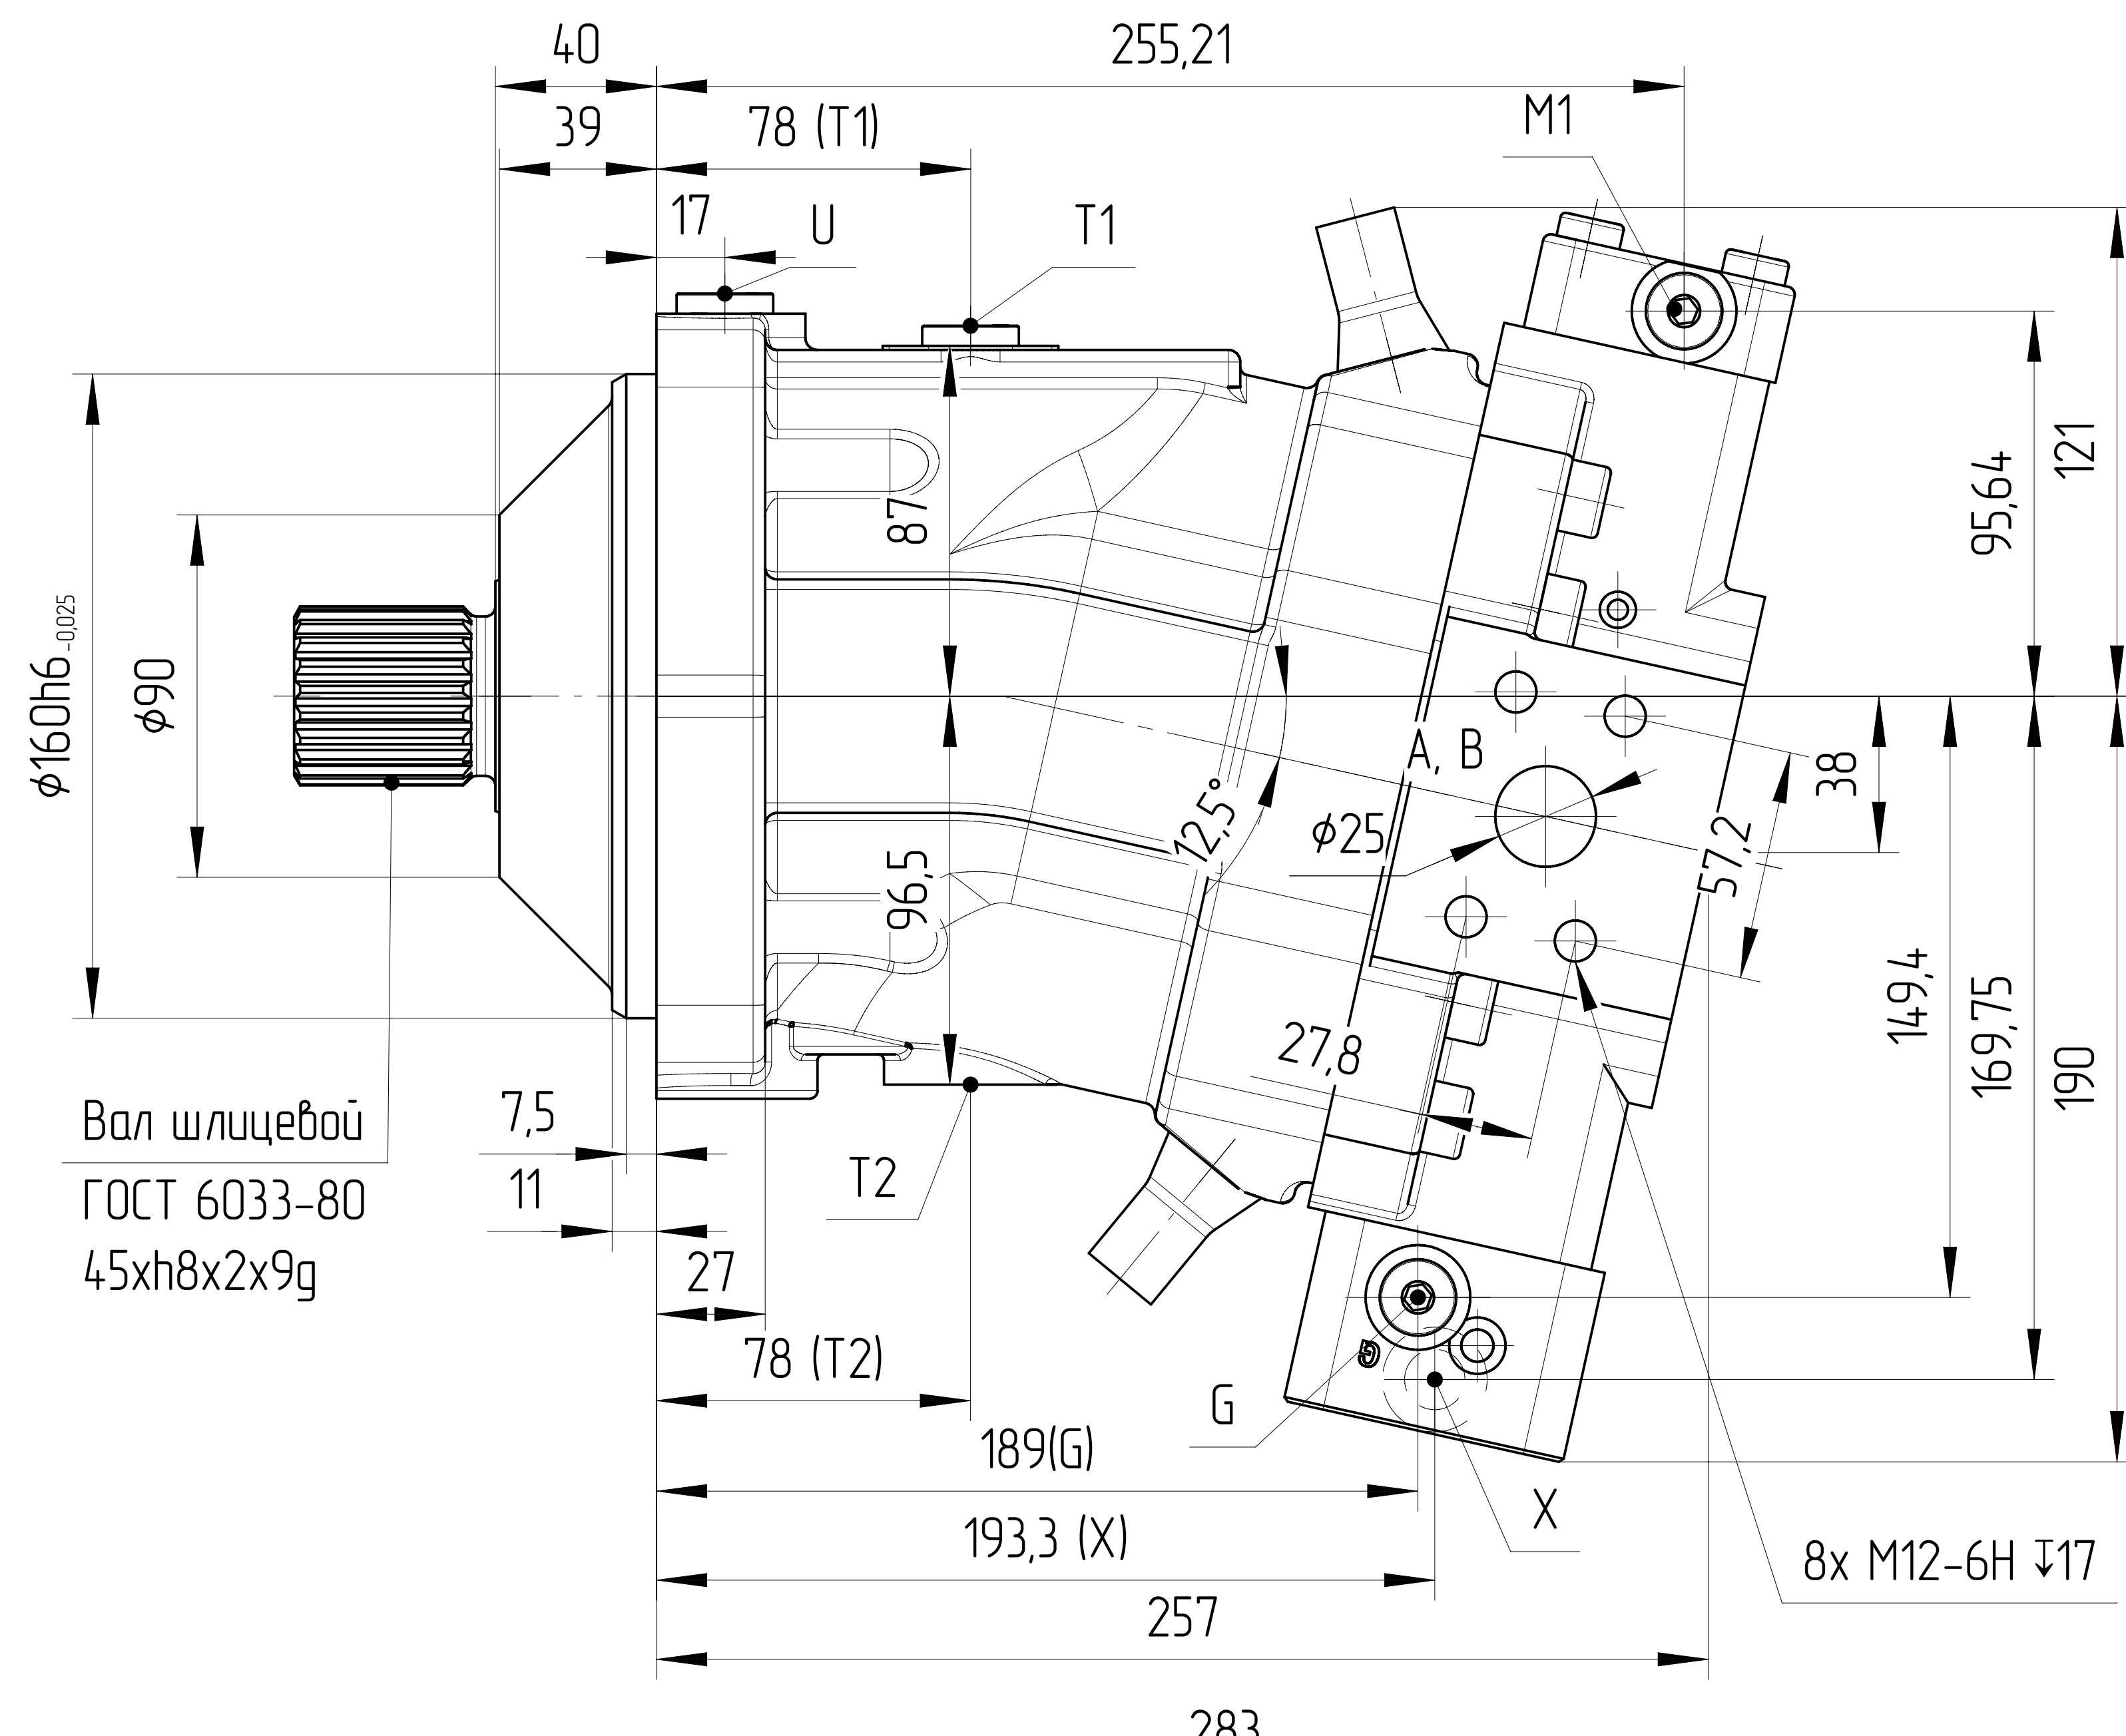 40
255,21
39
78 (T1)
M1
17
U
T1
121
95,64
87
ϕ160h6 -0,025
ϕ90
A, B
38
12,5°
ϕ25
57,2
96,5
149,4
169,75
190
27,8
7,5
Вал шлицевой
11
T2
ГОСТ 6033-80
45xh8x2x9g
27
78 (T2)
G
G
189(G)
X
193,3 (X)
8x M12-6H ↧17
257
283